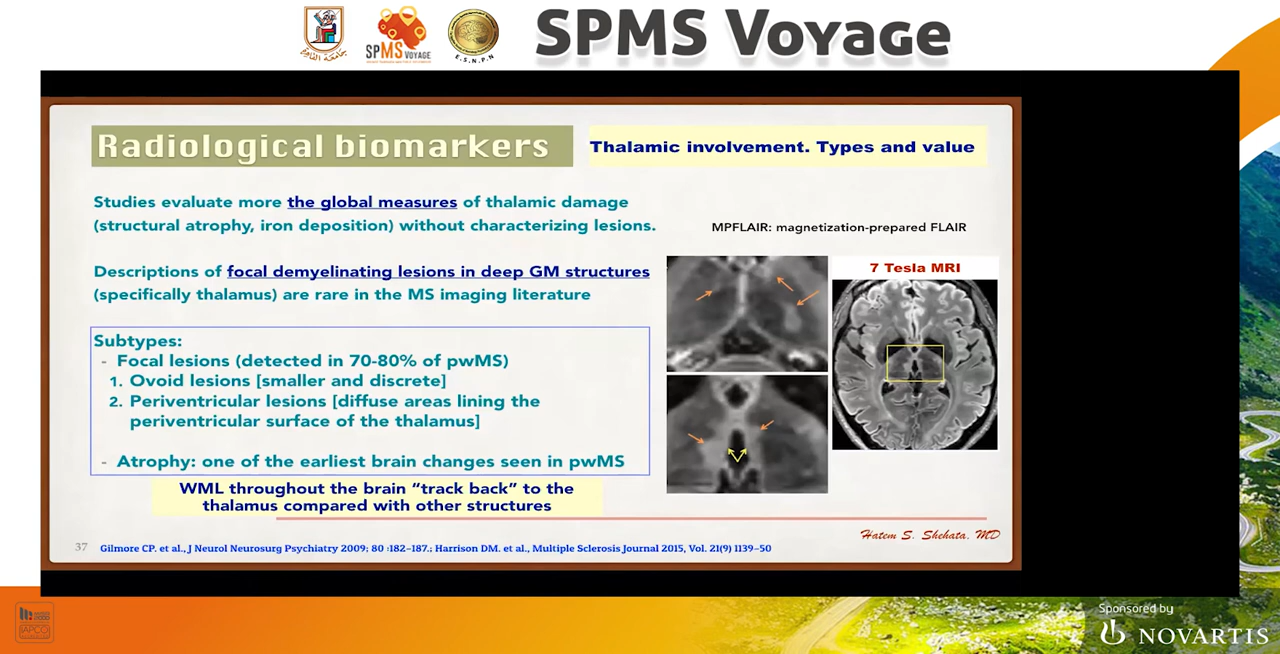 SPMS Voyage
جامعة القاهرة
SPMS VOYAGE
E.S.N.P.N
Radiological biomarkers
Thalamic involvement. Types and value
Studies evaluate more the global measures of thalamic damage
(structural atrophy, iron deposition) without characterizing lesions.
MPFLAIR: magnetization-prepared FLAIR
Descriptions of focal demyelinating lesions in deep GM structures
(specifically thalamus) are rare in the MS imaging literature
7 Tesla MRI
Subtypes:
- Focal lesions (detected in 70-80% of pwMS)
1. Ovoid lesions [smaller and discrete]
2. Periventricular lesions [diffuse areas lining the
periventricular surface of the thalamus]
- Atrophy: one of the earliest brain changes seen in pwMS
WML throughout the brain “track back” to the
thalamus compared with other structures
Hatem S. Shehata, MD
37
Gilmore CP. et al., J Neurol Neurosurg Psychiatry 2009; 80 :182–187.; Harrison DM. et al., Multiple Sclerosis Journal 2015, Vol. 21(9) 1139–50
Sponsored by
NOVARTIS
IAPCO